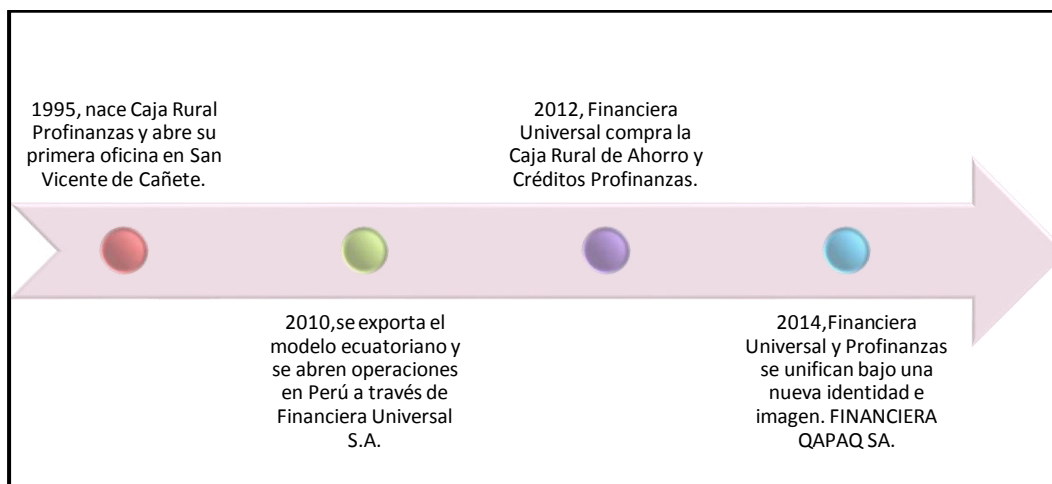 1995, nace Caja Rural
Profinanzas y abre su
primera oficina en San
Vicente de Cañete.
2010,se exporta el
modelo ecuatoriano y
se abren operaciones
en Perú a través de
Financiera Universal
S.A.
2012, Financiera
Universal compra la
Caja Rural de Ahorro y
Créditos Profinanzas.
2014,Financiera
Universal y Profinanzas
se unifican bajo una
nueva identidad e
imagen. FINANCIERA
QAPAQ SA.